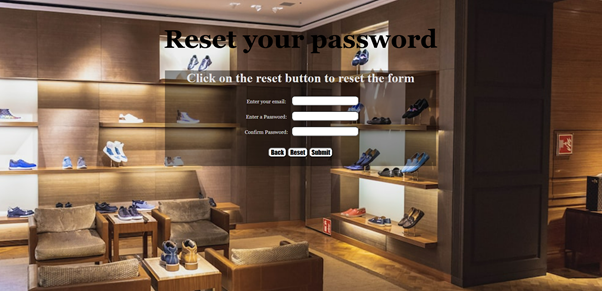 Reset your password
Click on the reset button to reset the form
Enter your email:
Enter a Password:
Confirm Password:
Back Reset Submit